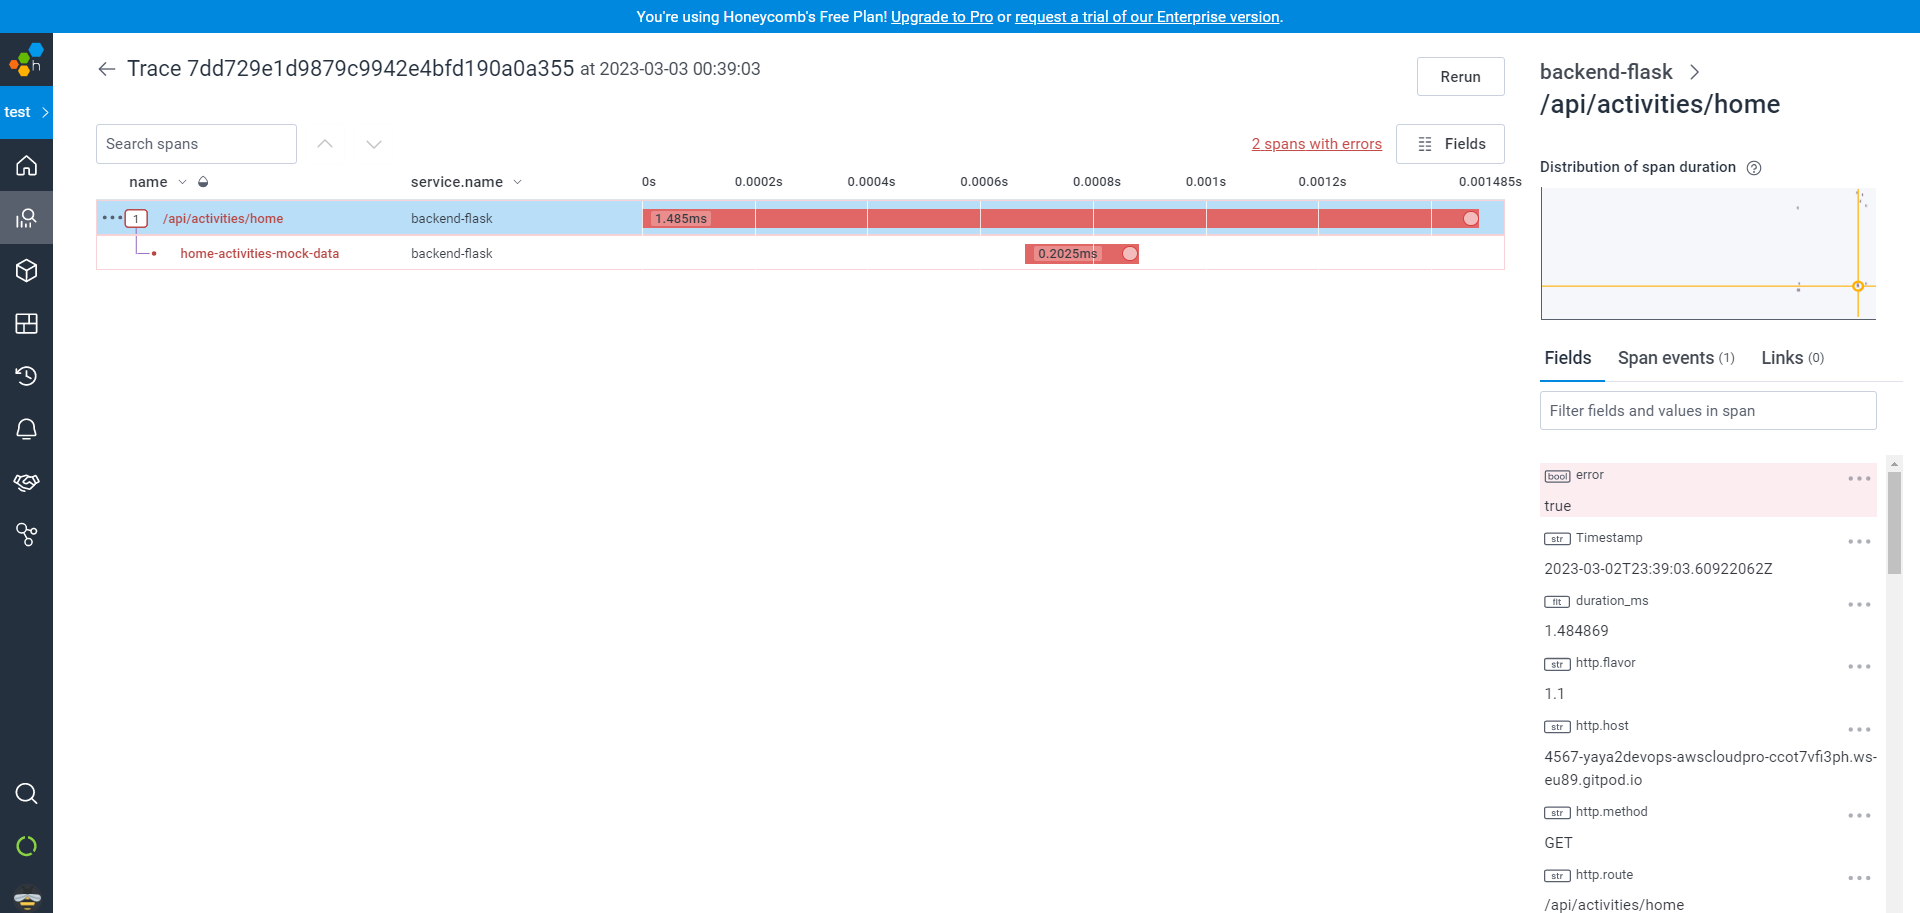 You're using Honeycomb's Free Plan! Upgrade to Pro or request a trial of our Enterprise version.
h
test
Trace 7dd729e1d9879c9942e4bfd190a0a355 at 2023-03-03 00:39:03
Rerun
Search spans
2 spans with errors
Fields
name
service.name
0s 0.0002s 0.0004s 0.0006s 0.0008s 0.001s 0.0012s 0.001485s
1 /api/activities/home backend-flask 1.485ms
home-activities-mock-data backend-flask 0.2025ms
backend-flask
/api/activities/home
Distribution of span duration
Fields Span events (1) Links (0)
Filter fields and values in span
bool error
true
str Timestamp
2023-03-02T23:39:03.60922062Z
flt duration_ms
1.484869
str http.flavor
1.1
str http.host
4567-yaya2devops-awscloudpro-ccot7vfi3ph.ws-
eu89.gitpod.io
str http.method
GET
str http.route
/api/activities/home